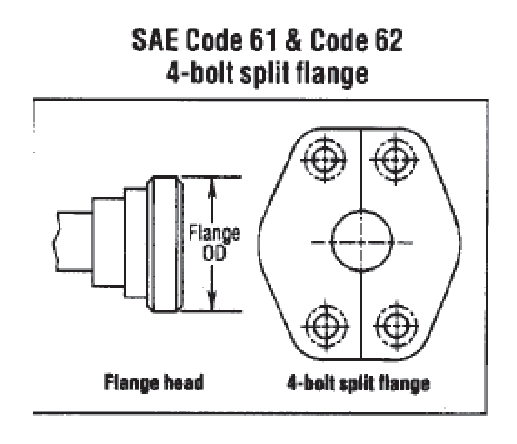 SAE Code 61 & Code 62
4-bolt split flange
Flange
OD
Flange head
4-bolt split flange